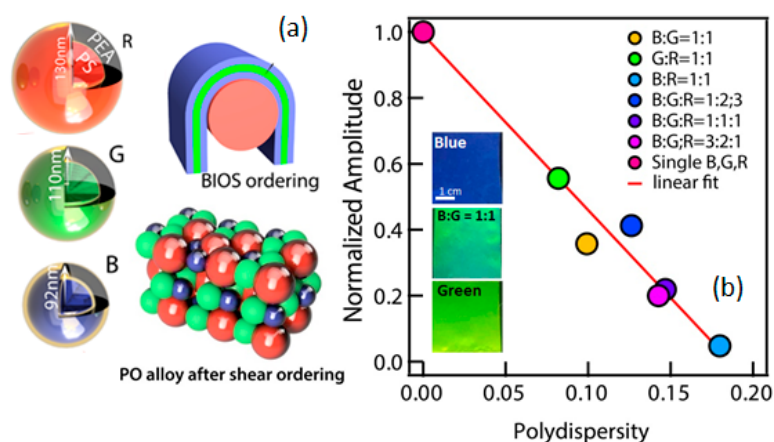 (a)
R
PEA
PS
130nm
G
110nm
B
92nm
BIOS ordering
PO alloy after shear ordering
(b)
Normalized Amplitude
1.0
0.8
0.6
0.4
0.2
0.0
0.00
0.05
0.10
0.15
0.20
Polydispersity
B:G=1:1
G:R=1:1
B:R=1:1
B:G:R=1:2;3
B:G:R=1:1:1
B:G;R=3:2:1
Single B,G,R
linear fit
Blue
1 cm
B:G = 1:1
Green